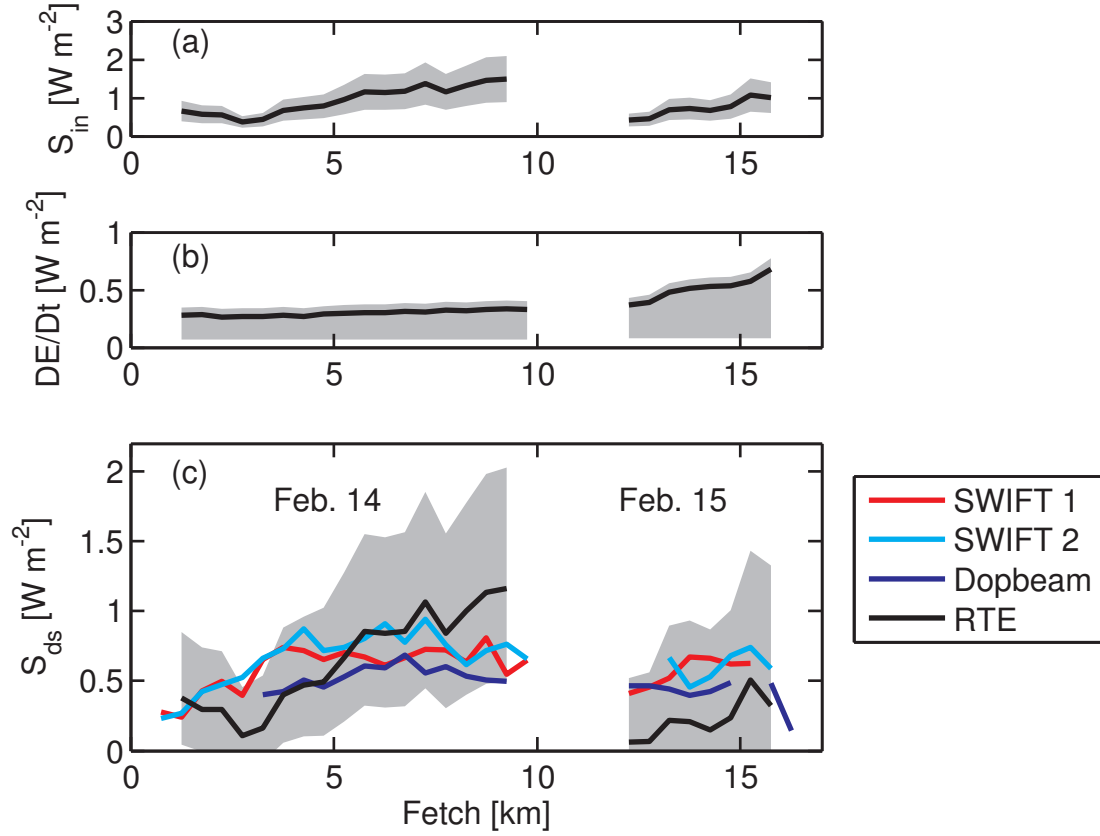 (a)
S_in [W m^-2]
3
2
1
0
0 5 10 15
(b)
DE/Dt [W m^-2]
1
0.5
0
0 5 10 15
(c)
Feb. 14 Feb. 15
S_ds [W m^-2]
2
1.5
1
0.5
0
0 5 10 15
Fetch [km]
SWIFT 1
SWIFT 2
Dopbeam
RTE